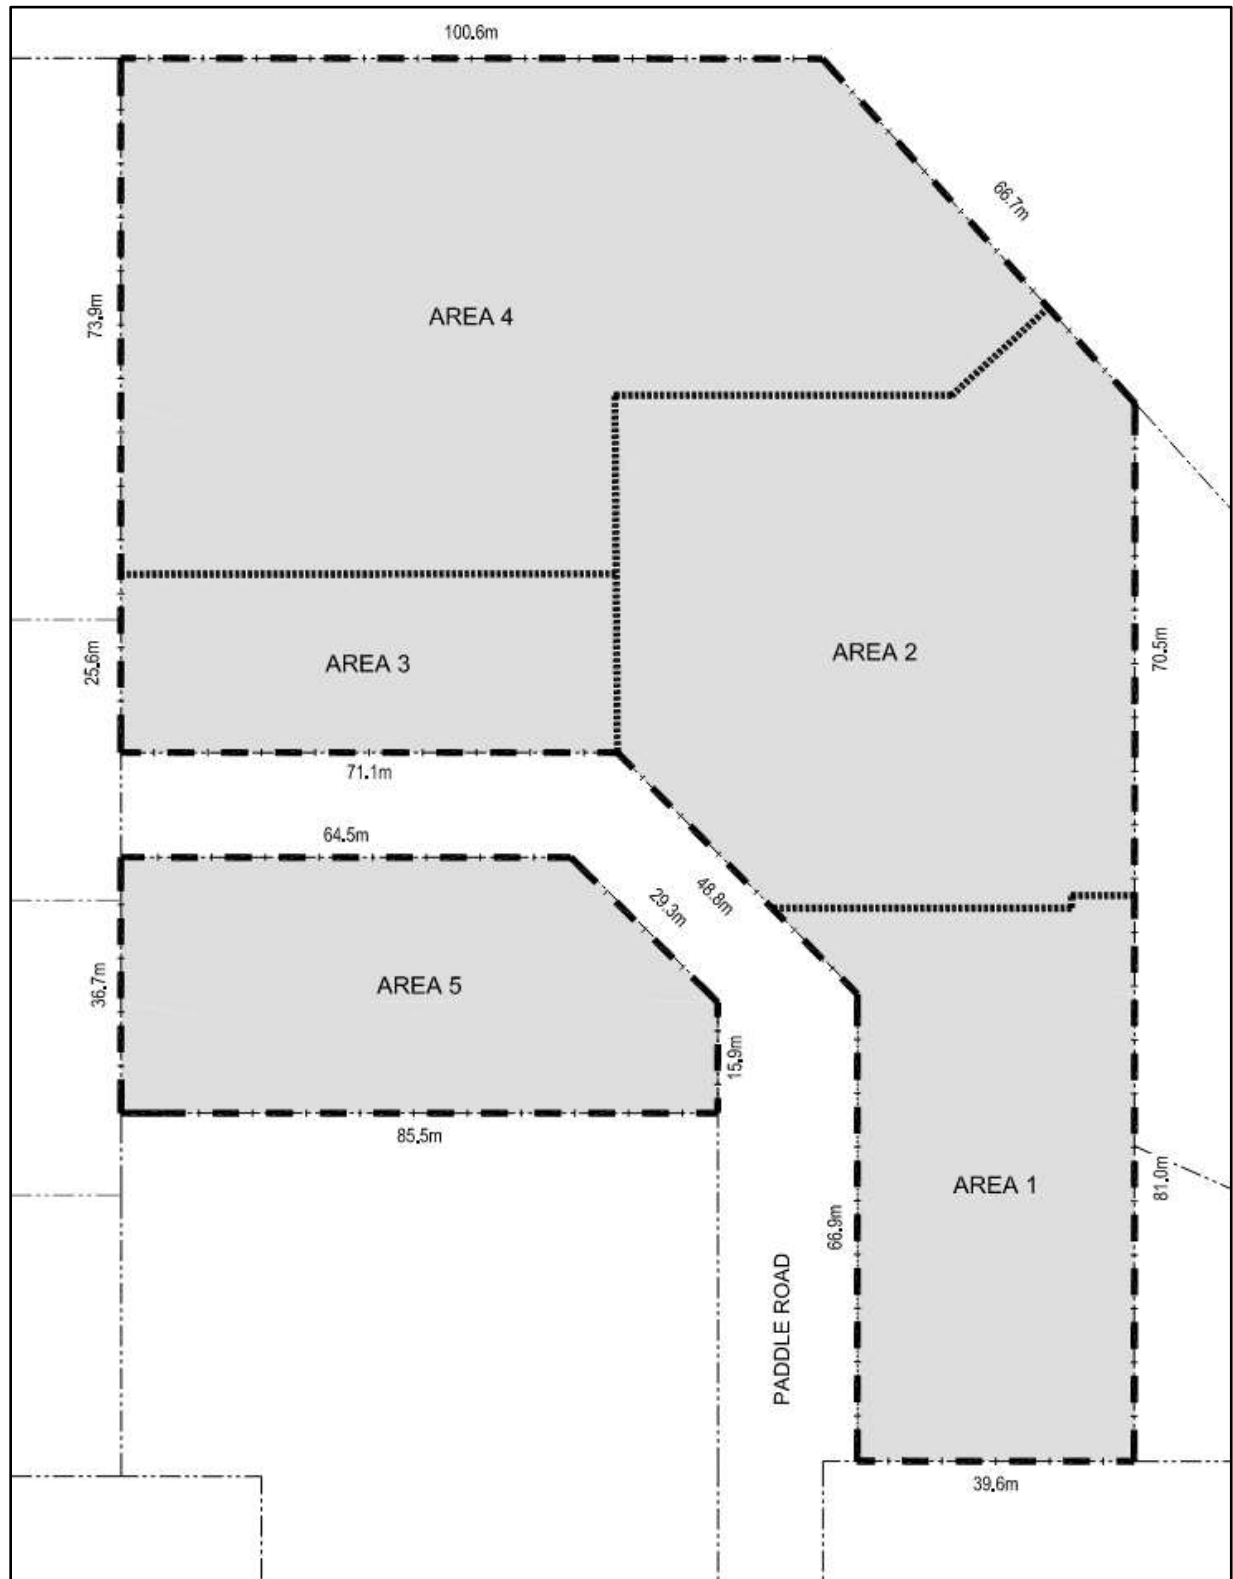 100.6m
66.7m
73.9m
AREA 4
25.6m
AREA 3
AREA 2
70.5m
71.1m
64.5m
29.3m
48.8m
36.7m
AREA 5
15.9m
85.5m
66.9m
AREA 1
81.0m
PADDLE ROAD
39.6m